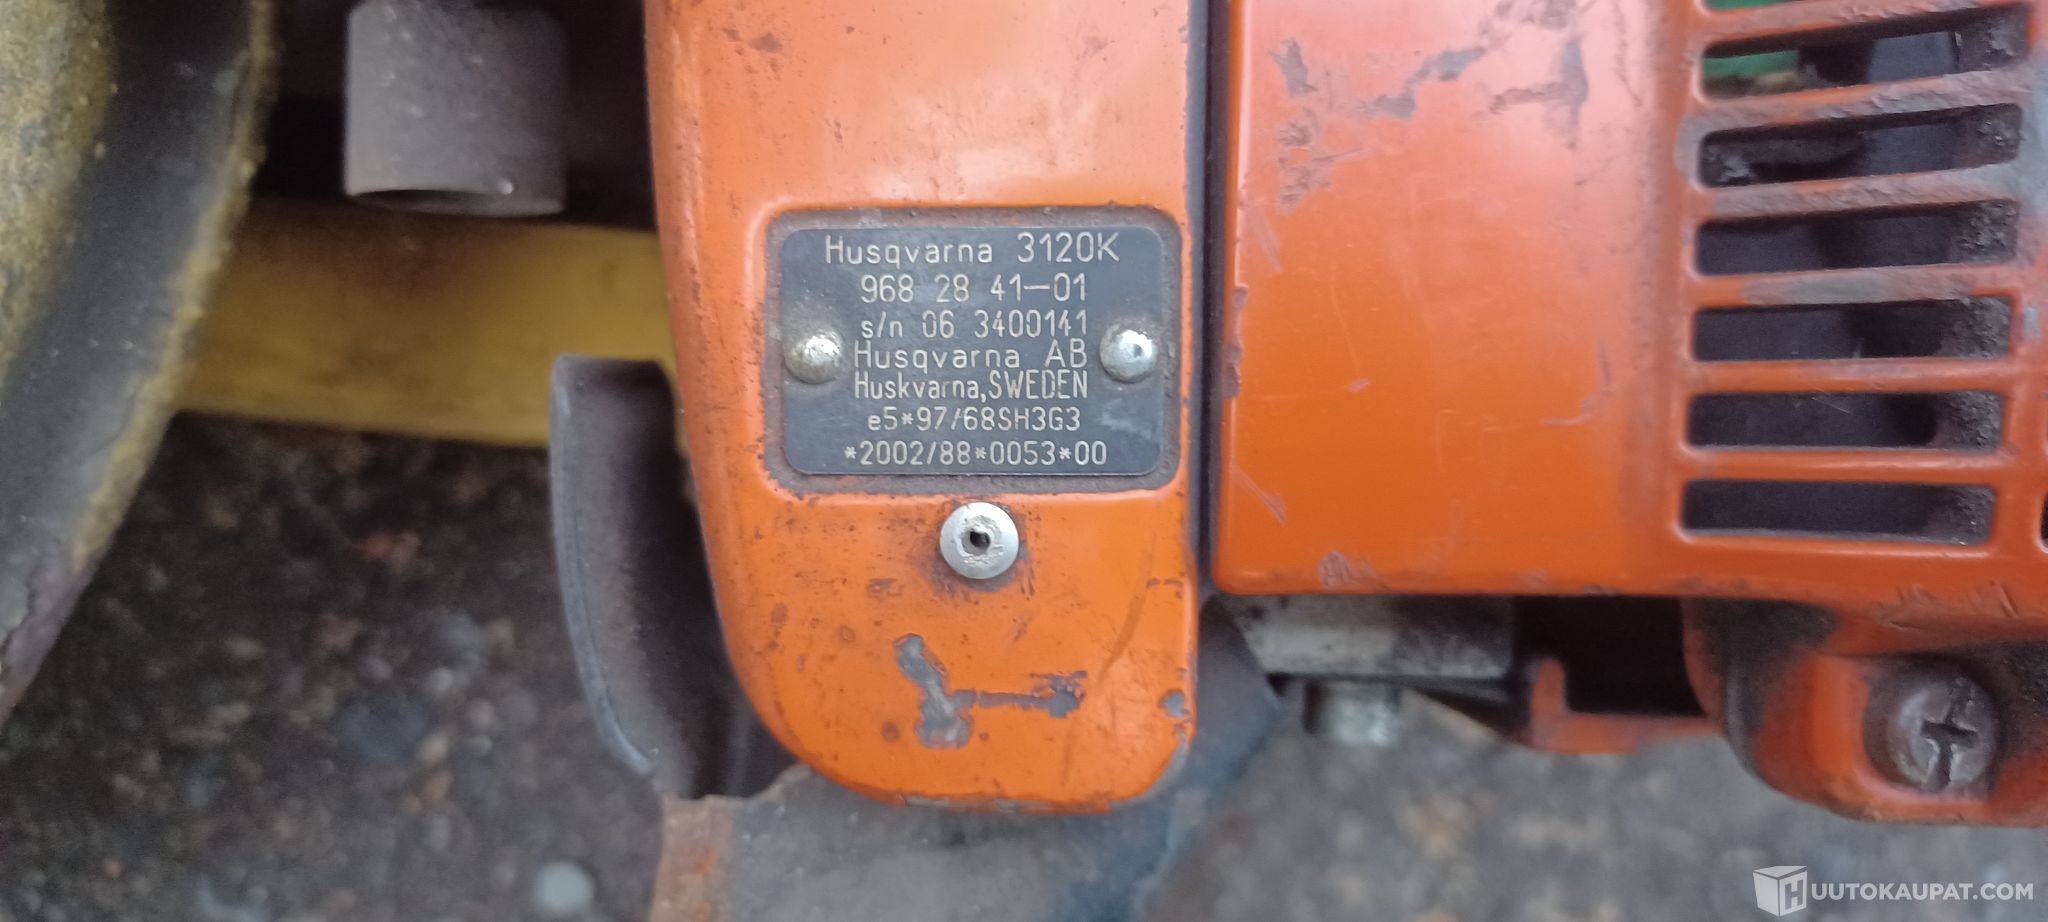 Husqvarna 3120K
968 28 41-01
s/n 06 3400141
Husqvarna AB
Huskvarna, SWEDEN
e5*97/68SH3G3
*2002/88*0053*00
HUUTOKAUPAT.COM